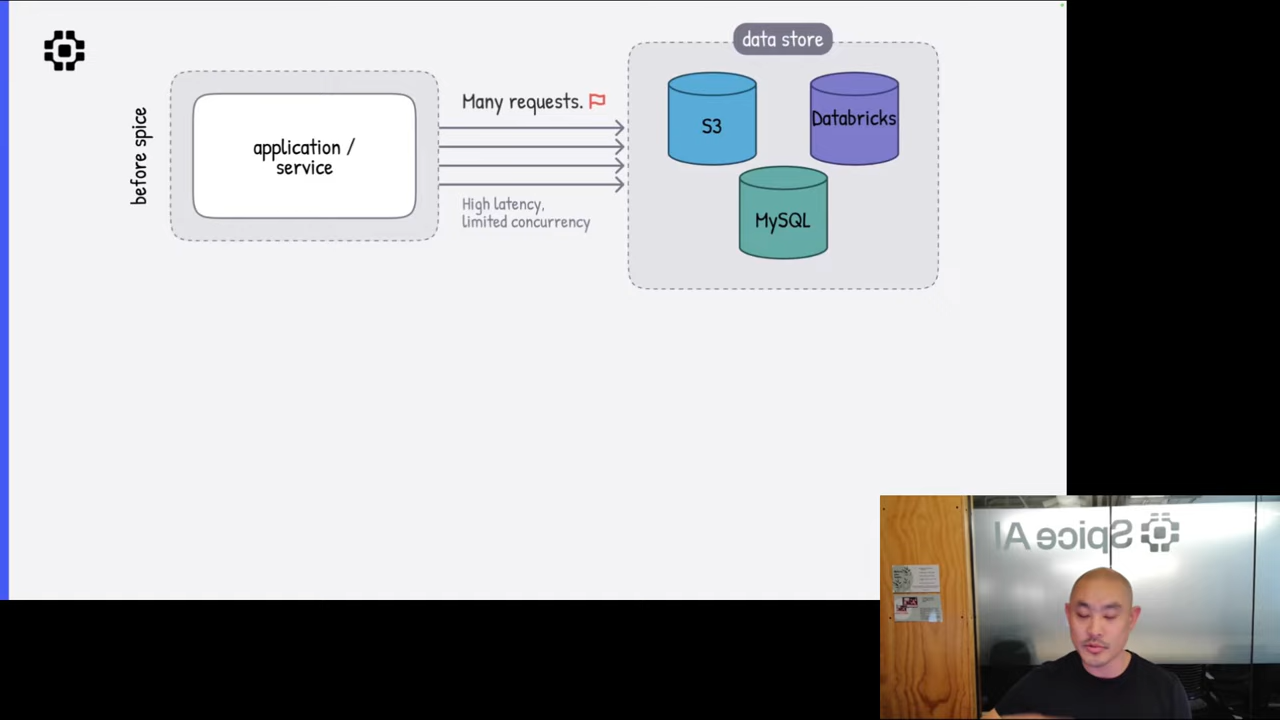 before spice
application /
service
Many requests.
High latency,
limited concurrency
data store
S3
Databricks
MySQL
Spice AI